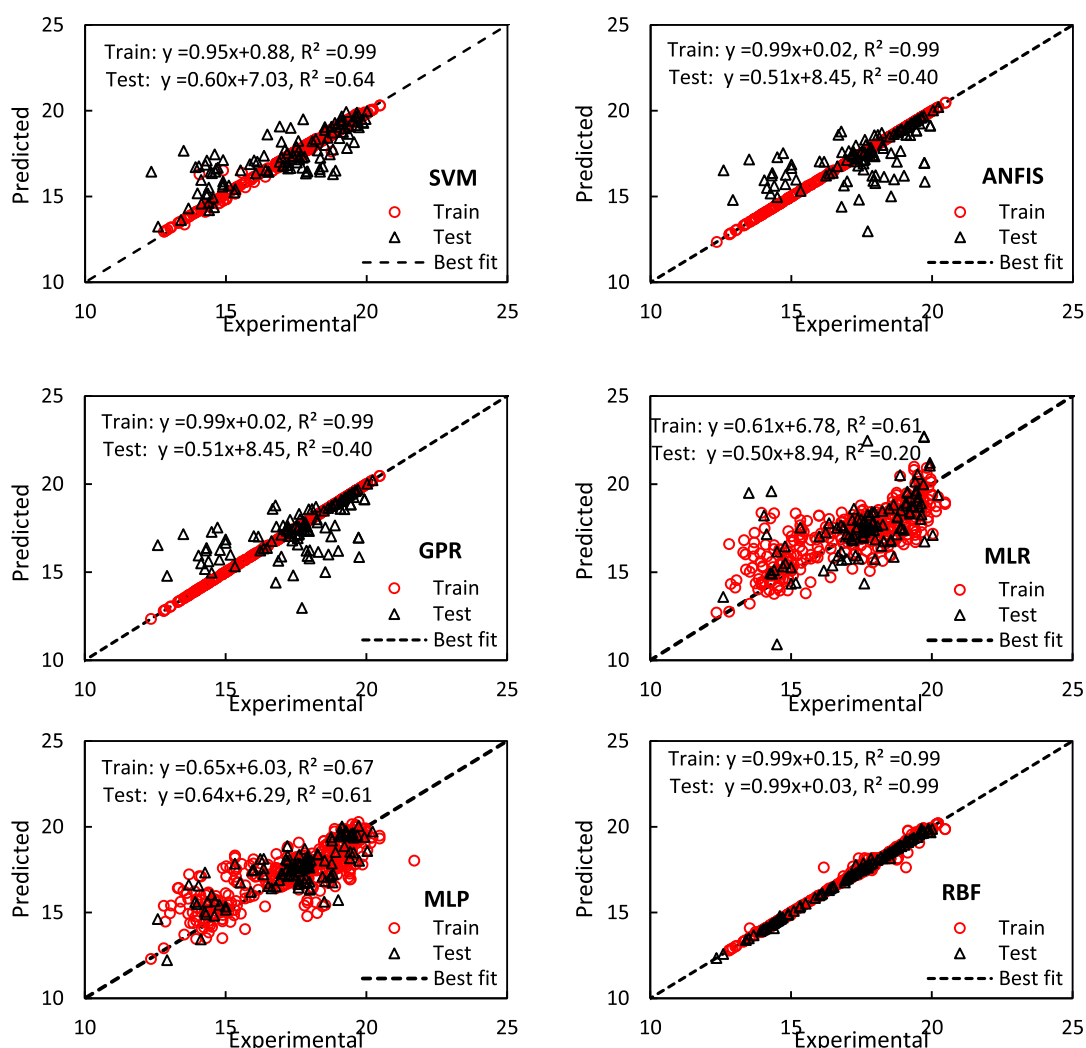 25
Train: y =0.95x+0.88, R² =0.99
Test: y =0.60x+7.03, R² =0.64
20
Predicted
SVM
15
Train
Test
Best fit
10
10 15 20 25
Experimental
25
Train: y =0.99x+0.02, R² =0.99
Test: y =0.51x+8.45, R² =0.40
20
Predicted
ANFIS
15
Train
Test
Best fit
10
10 15 20 25
Experimental
25
Train: y =0.99x+0.02, R² =0.99
Test: y =0.51x+8.45, R² =0.40
20
Predicted
GPR
15
Train
Test
Best fit
10
10 15 20 25
Experimental
25
Train: y =0.61x+6.78, R² =0.61
Test: y =0.50x+8.94, R² =0.20
20
Predicted
MLR
15
Train
Test
Best fit
10
10 15 20 25
Experimental
25
Train: y =0.65x+6.03, R² =0.67
Test: y =0.64x+6.29, R² =0.61
20
Predicted
MLP
15
Train
Test
Best fit
10
10 15 20 25
Experimental
25
Train: y =0.99x+0.15, R² =0.99
Test: y =0.99x+0.03, R² =0.99
20
Predicted
RBF
15
Train
Test
Best fit
10
10 15 20 25
Experimental